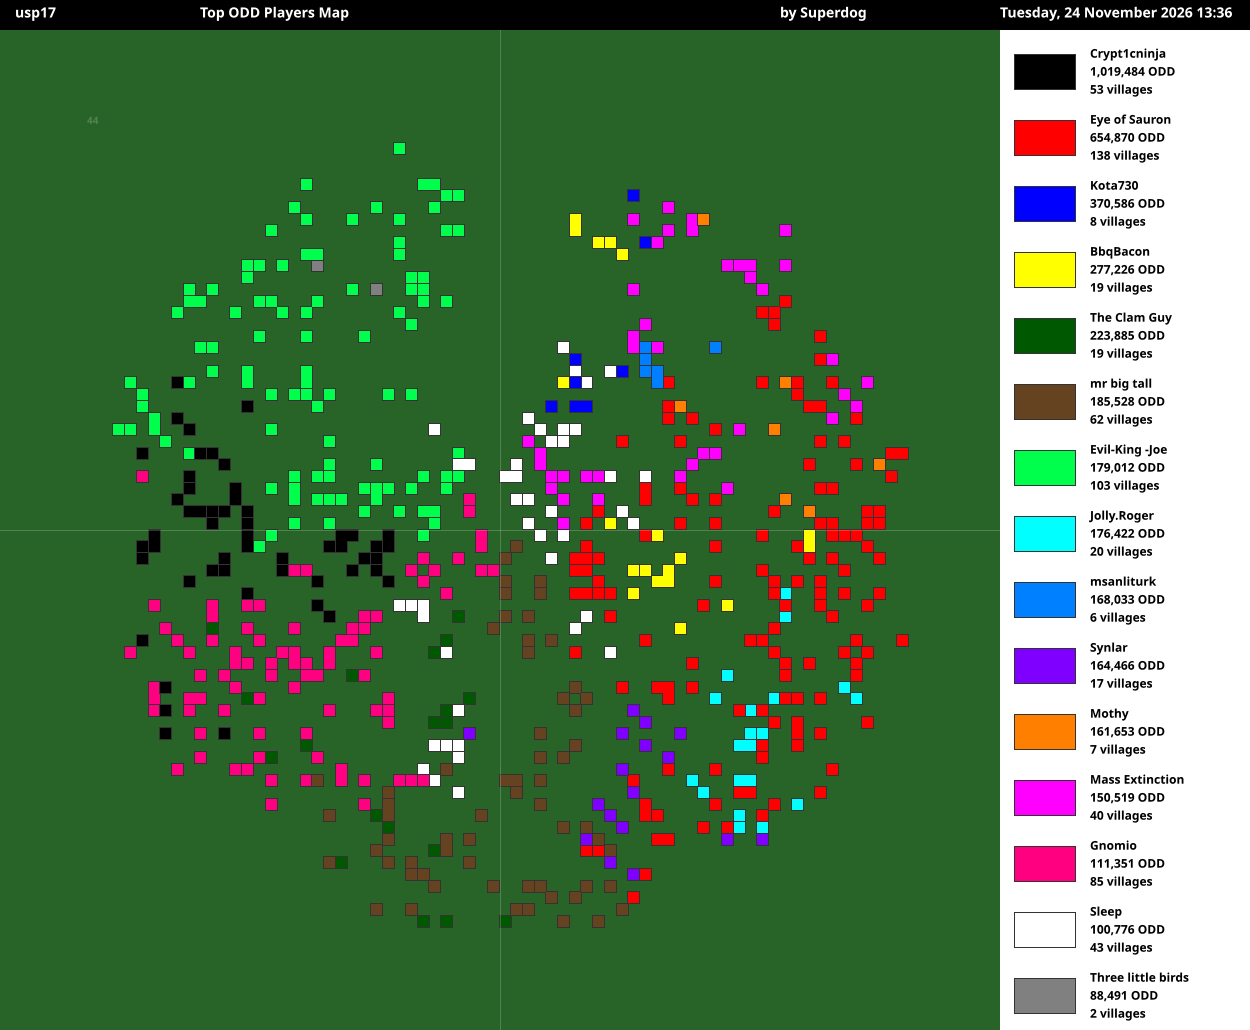 usp17 Top ODD Players Map by Superdog Tuesday, 24 November 2026 13:36
44
Crypt1cninja
1,019,484 ODD
53 villages
Eye of Sauron
654,870 ODD
138 villages
Kota730
370,586 ODD
8 villages
BbqBacon
277,226 ODD
19 villages
The Clam Guy
223,885 ODD
19 villages
mr big tall
185,528 ODD
62 villages
Evil-King -Joe
179,012 ODD
103 villages
Jolly.Roger
176,422 ODD
20 villages
msanliturk
168,033 ODD
6 villages
Synlar
164,466 ODD
17 villages
Mothy
161,653 ODD
7 villages
Mass Extinction
150,519 ODD
40 villages
Gnomio
111,351 ODD
85 villages
Sleep
100,776 ODD
43 villages
Three little birds
88,491 ODD
2 villages